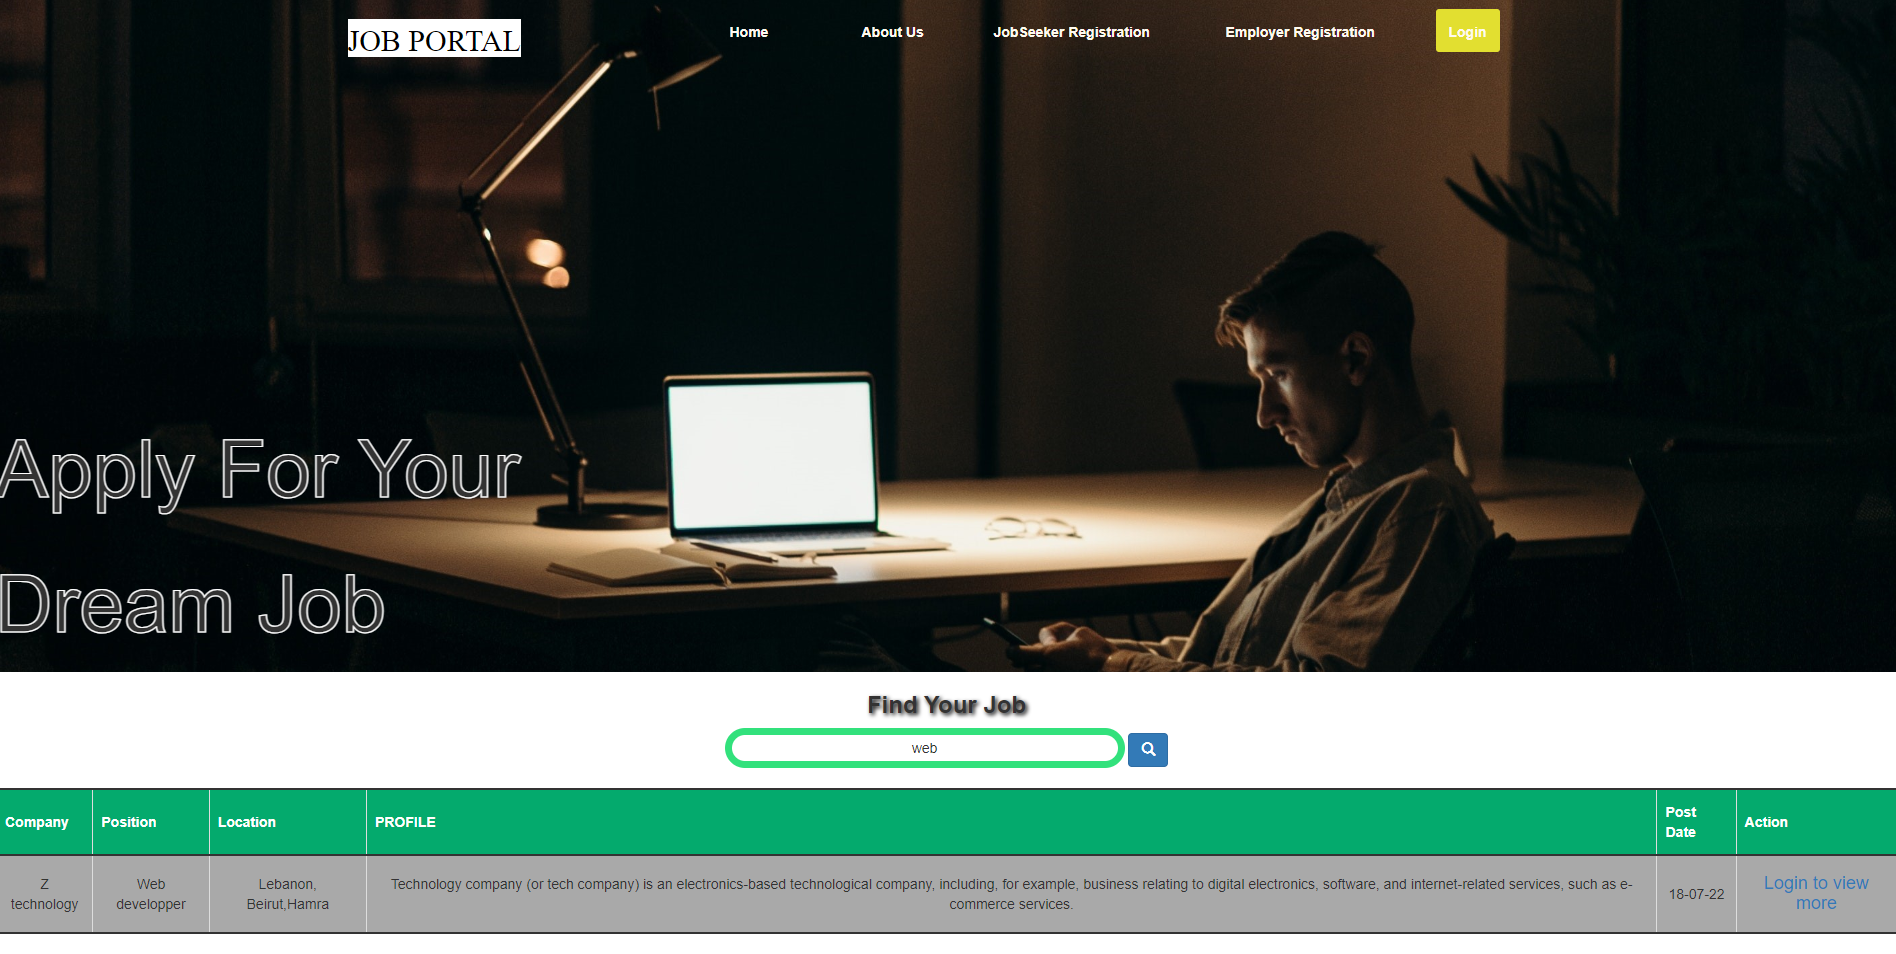 JOB PORTAL
Home
About Us
JobSeeker Registration
Employer Registration
Login
Apply For Your
Dream Job
Find Your Job
web
Company
Position
Location
PROFILE
Post
Date
Action
Z
technology
Web
developper
Lebanon,
Beirut,Hamra
Technology company (or tech company) is an electronics-based technological company, including, for example, business relating to digital electronics, software, and internet-related services, such as e-
commerce services.
18-07-22
Login to view
more